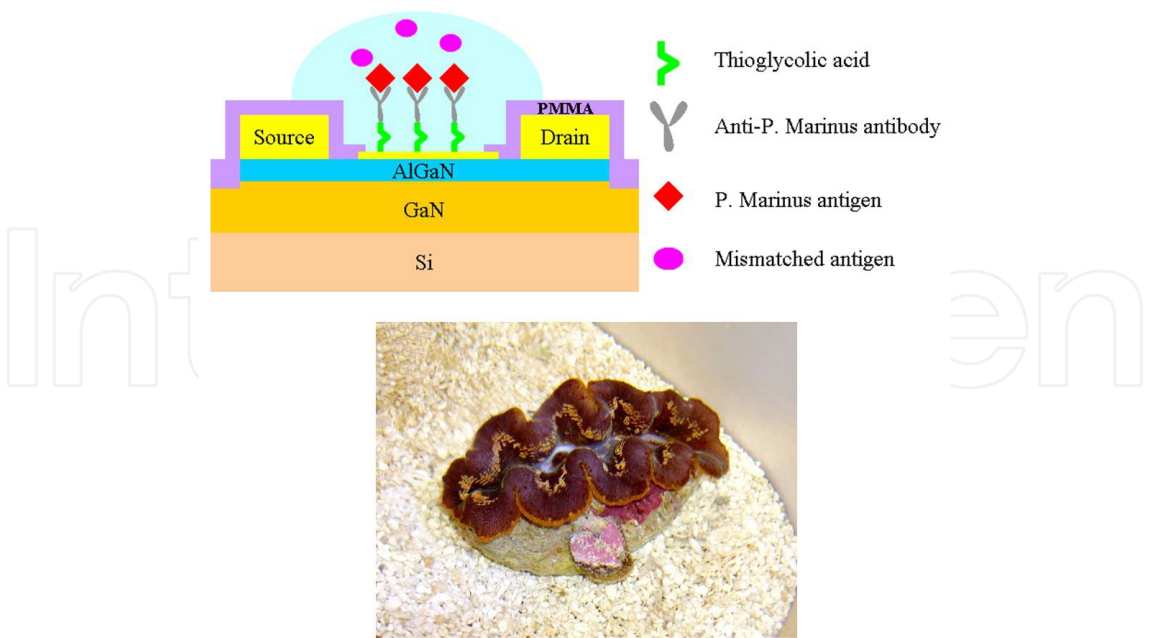 PMMA
Source
Drain
AlGaN
GaN
Si
Thioglycolic acid
Anti-P. Marinus antibody
P. Marinus antigen
Mismatched antigen